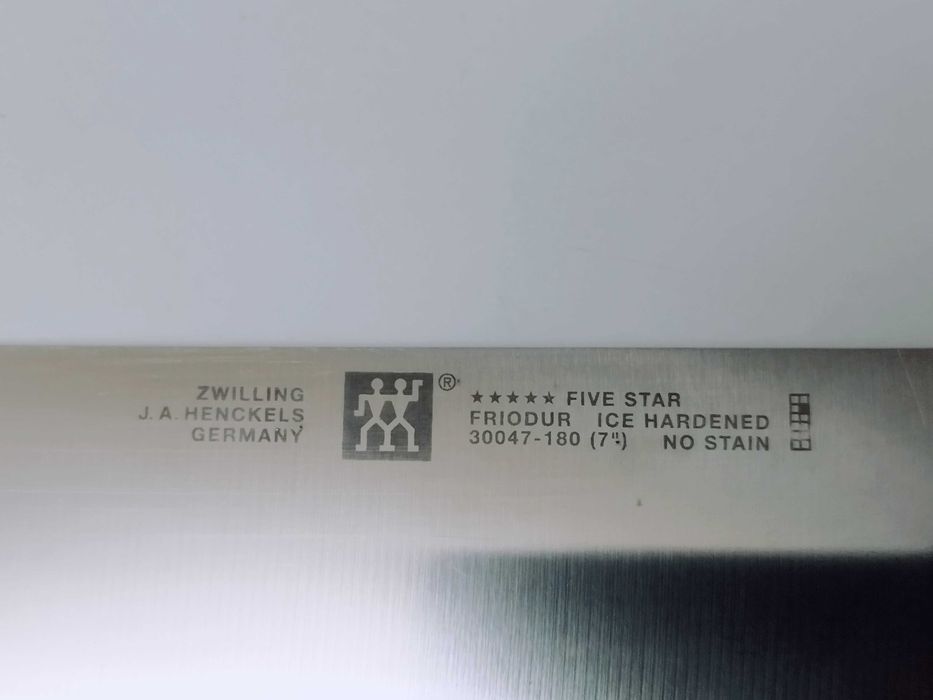 ZWILLING
J.A. HENCKELS
GERMANY
®
★★★★★ FIVE STAR
FRIODUR ICE HARDENED
30047-180 (7") NO STAIN